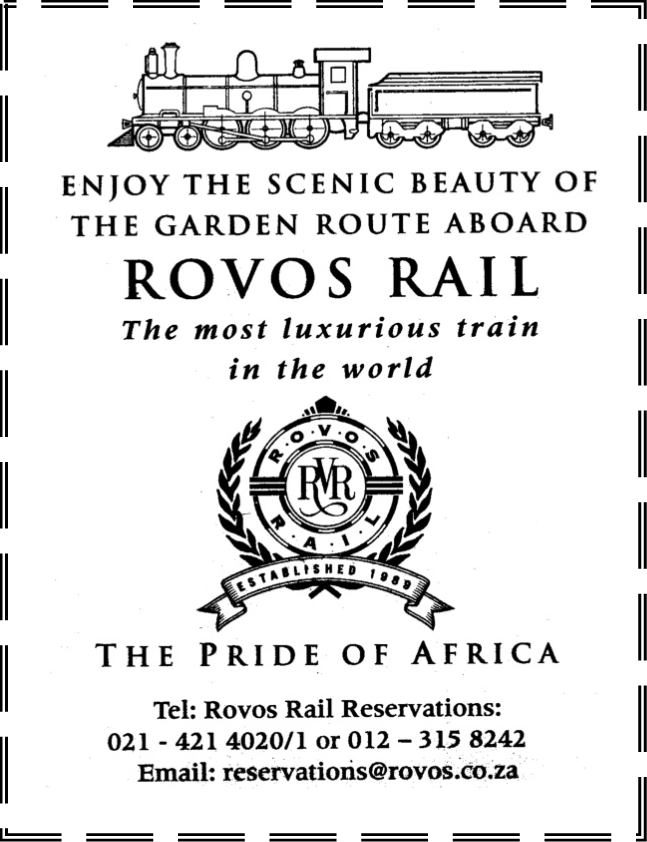 ENJOY THE SCENIC BEAUTY OF
THE GARDEN ROUTE ABOARD
ROVOS RAIL
The most luxurious train
in the world
R·O·V·O·S
RVR
R·A·I·L
ESTABLISHED 1989
THE PRIDE OF AFRICA
Tel: Rovos Rail Reservations:
021 - 421 4020/1 or 012 – 315 8242
Email: reservations@rovos.co.za